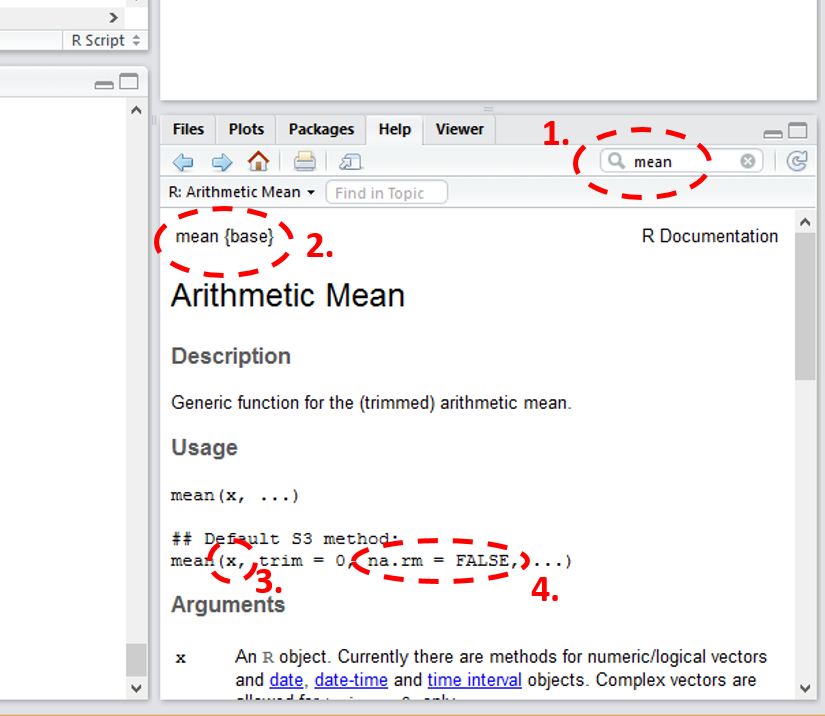 R Script
Files Plots Packages Help Viewer
1.
mean
R: Arithmetic Mean Find in Topic
mean {base} R Documentation
2.
Arithmetic Mean
Description
Generic function for the (trimmed) arithmetic mean.
Usage
mean(x, ...)
## Default S3 method:
mean(x, trim = 0, na.rm = FALSE, ...)
3.
4.
Arguments
x An R object. Currently there are methods for numeric/logical vectors
and date, date-time and time interval objects. Complex vectors are